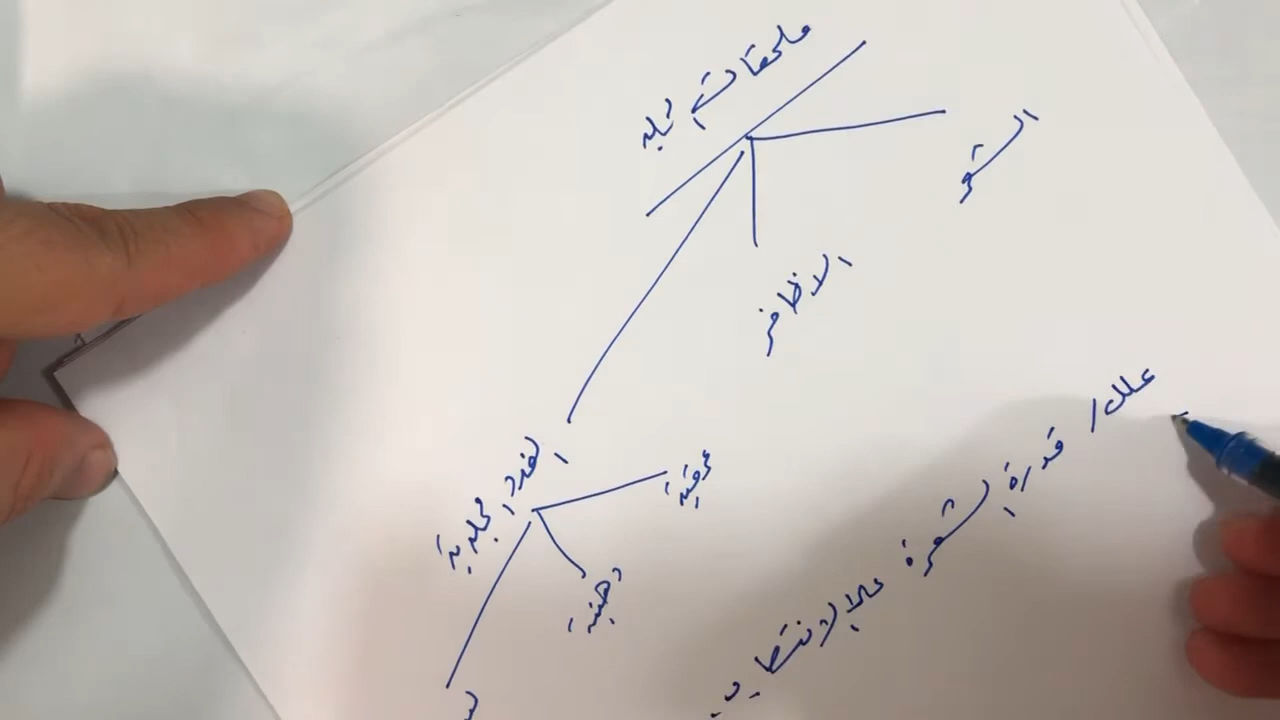 ملحقات الجلد
الشعر
الاظافر
الغدد الجلدية
عرقية
دهنية
علل/ قدرة الشعرة على الانتصاب